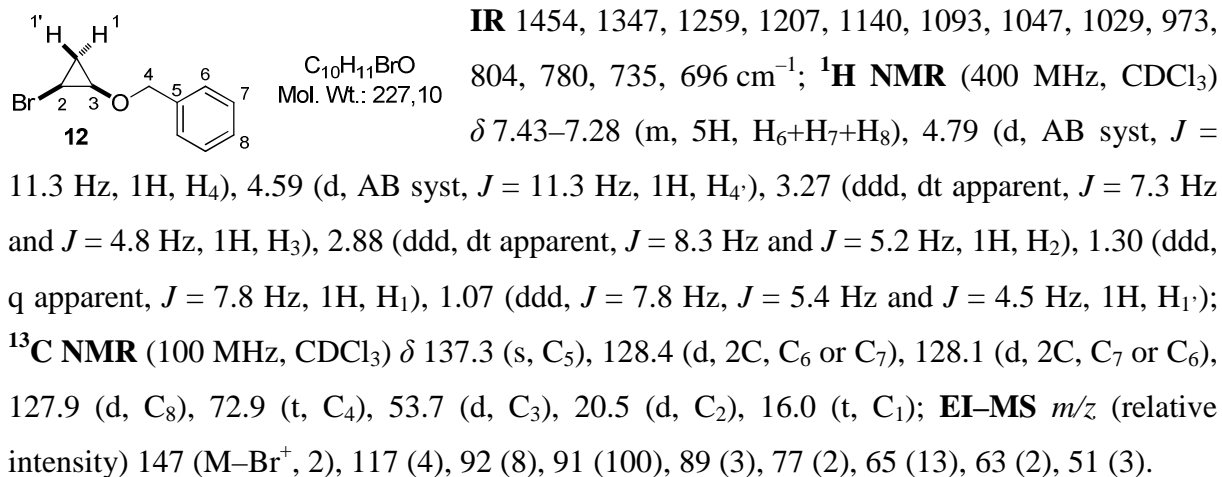 1' 1
H H
4 6
5 7
Br 2 3 O 8
12
C₁₀H₁₁BrO
Mol. Wt.: 227,10
IR 1454, 1347, 1259, 1207, 1140, 1093, 1047, 1029, 973,
804, 780, 735, 696 cm⁻¹; ¹H NMR (400 MHz, CDCl₃)
δ 7.43–7.28 (m, 5H, H₆+H₇+H₈), 4.79 (d, AB syst, J =
11.3 Hz, 1H, H₄), 4.59 (d, AB syst, J = 11.3 Hz, 1H, H₄'), 3.27 (ddd, dt apparent, J = 7.3 Hz
and J = 4.8 Hz, 1H, H₃), 2.88 (ddd, dt apparent, J = 8.3 Hz and J = 5.2 Hz, 1H, H₂), 1.30 (ddd,
q apparent, J = 7.8 Hz, 1H, H₁), 1.07 (ddd, J = 7.8 Hz, J = 5.4 Hz and J = 4.5 Hz, 1H, H₁');
¹³C NMR (100 MHz, CDCl₃) δ 137.3 (s, C₅), 128.4 (d, 2C, C₆ or C₇), 128.1 (d, 2C, C₇ or C₆),
127.9 (d, C₈), 72.9 (t, C₄), 53.7 (d, C₃), 20.5 (d, C₂), 16.0 (t, C₁); EI–MS m/z (relative
intensity) 147 (M–Br⁺, 2), 117 (4), 92 (8), 91 (100), 89 (3), 77 (2), 65 (13), 63 (2), 51 (3).